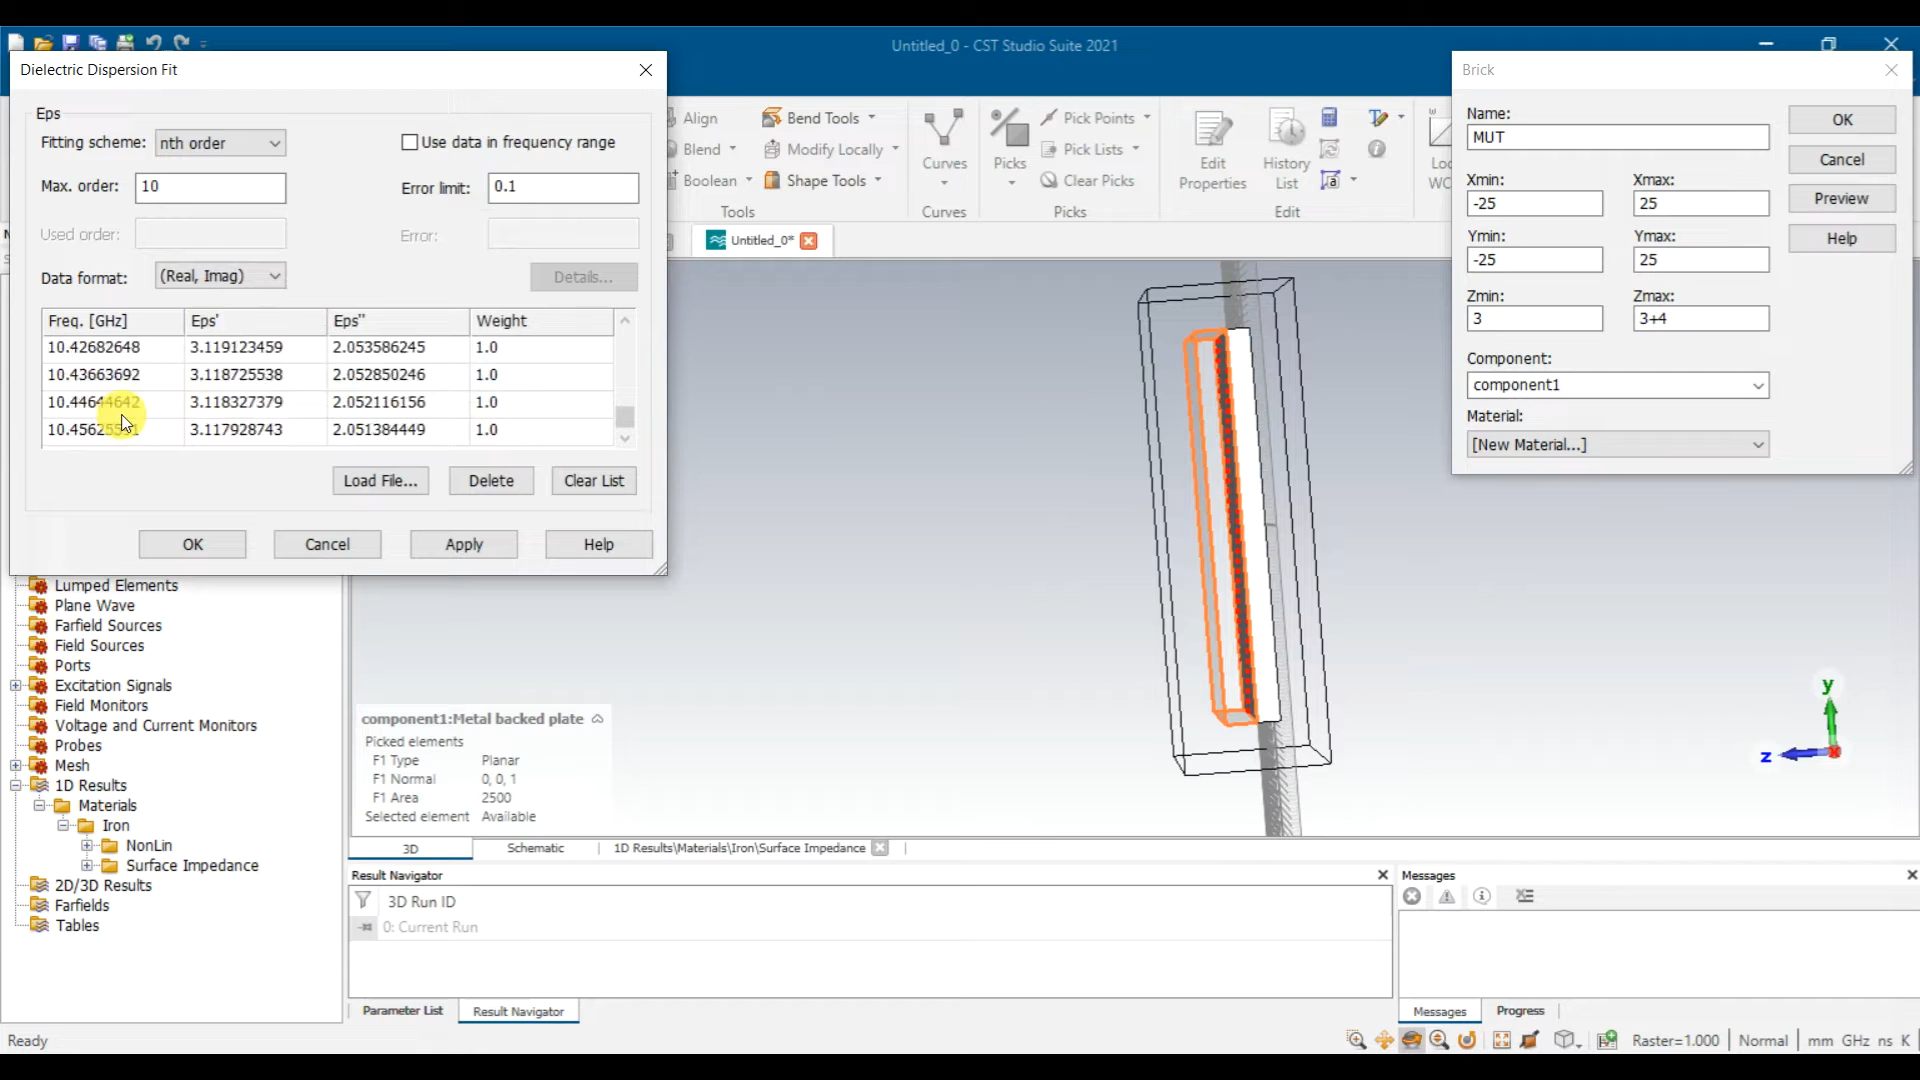 Untitled_0 - CST Studio Suite 2021
Dielectric Dispersion Fit
Eps
Fitting scheme: nth order
Use data in frequency range
Max. order: 10
Error limit: 0.1
Used order:
Error:
Data format: (Real, Imag)
Details...
Freq. [GHz] Eps' Eps" Weight
10.42682648 3.119123459 2.053586245 1.0
10.43663692 3.118725538 2.052850246 1.0
10.44644642 3.118327379 2.052116156 1.0
3.117928743 2.051384449 1.0
Load File... Delete Clear List
OK Cancel Apply Help
Align
Blend
Boolean
Bend Tools
Modify Locally
Shape Tools
Tools
Curves
Curves
Picks
Pick Points
Pick Lists
Clear Picks
Picks
Edit
Properties
History
List
Edit
Untitled_0*
Brick
Name:
MUT
OK
Cancel
Preview
Help
Xmin: Xmax:
-25 25
Ymin: Ymax:
-25 25
Zmin: Zmax:
3 3+4
Component:
component1
Material:
[New Material...]
Lumped Elements
Plane Wave
Farfield Sources
Field Sources
Ports
Excitation Signals
Field Monitors
Voltage and Current Monitors
Probes
Mesh
1D Results
Materials
Iron
NonLin
Surface Impedance
2D/3D Results
Farfields
Tables
component1:Metal backed plate
Picked elements
F1 Type Planar
F1 Normal 0, 0, 1
F1 Area 2500
Selected element Available
y
z
x
3D Schematic 1D Results\Materials\Iron\Surface Impedance
Result Navigator
3D Run ID
0: Current Run
Parameter List Result Navigator
Messages
Messages Progress
Ready
Raster=1.000 Normal mm GHz ns K